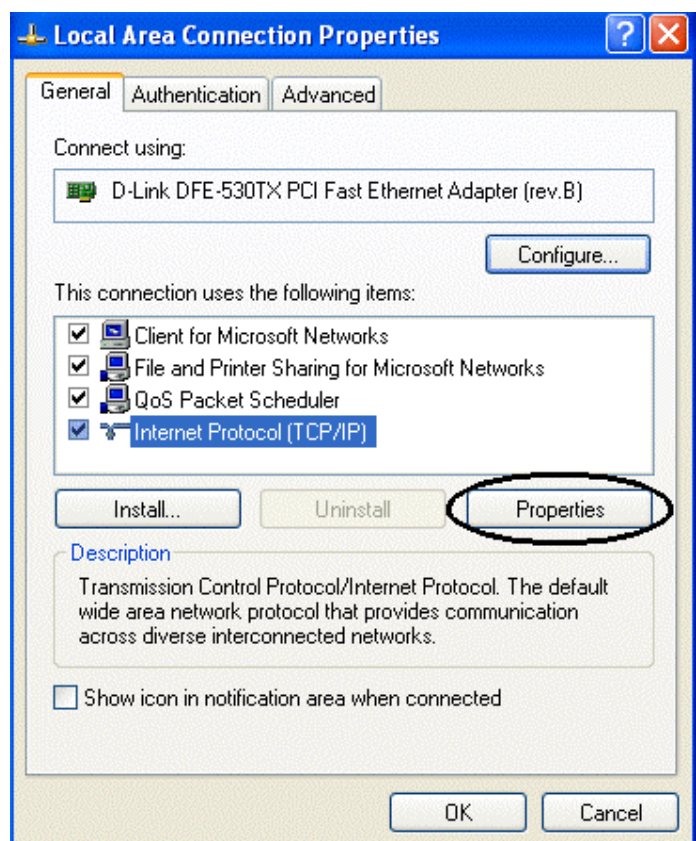 Local Area Connection Properties
General Authentication Advanced
Connect using:
D-Link DFE-530TX PCI Fast Ethernet Adapter (rev.B)
Configure...
This connection uses the following items:
Client for Microsoft Networks
File and Printer Sharing for Microsoft Networks
QoS Packet Scheduler
Internet Protocol (TCP/IP)
Install... Uninstall Properties
Description
Transmission Control Protocol/Internet Protocol. The default
wide area network protocol that provides communication
across diverse interconnected networks.
Show icon in notification area when connected
OK Cancel